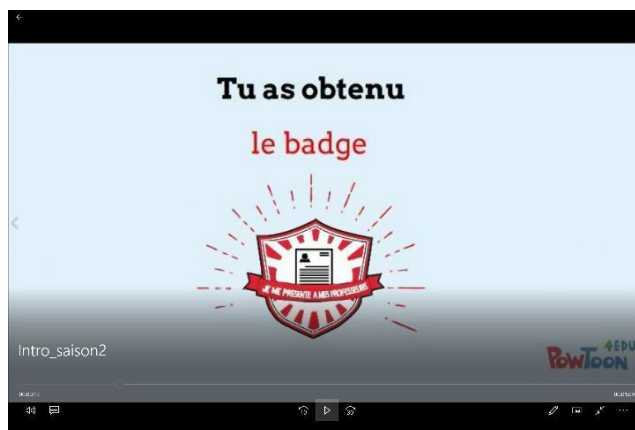 Tu as obtenu
le badge
JE ME PRÉSENTE A MES PROFESSEURS
Intro_saison2
4EDU
PowToon